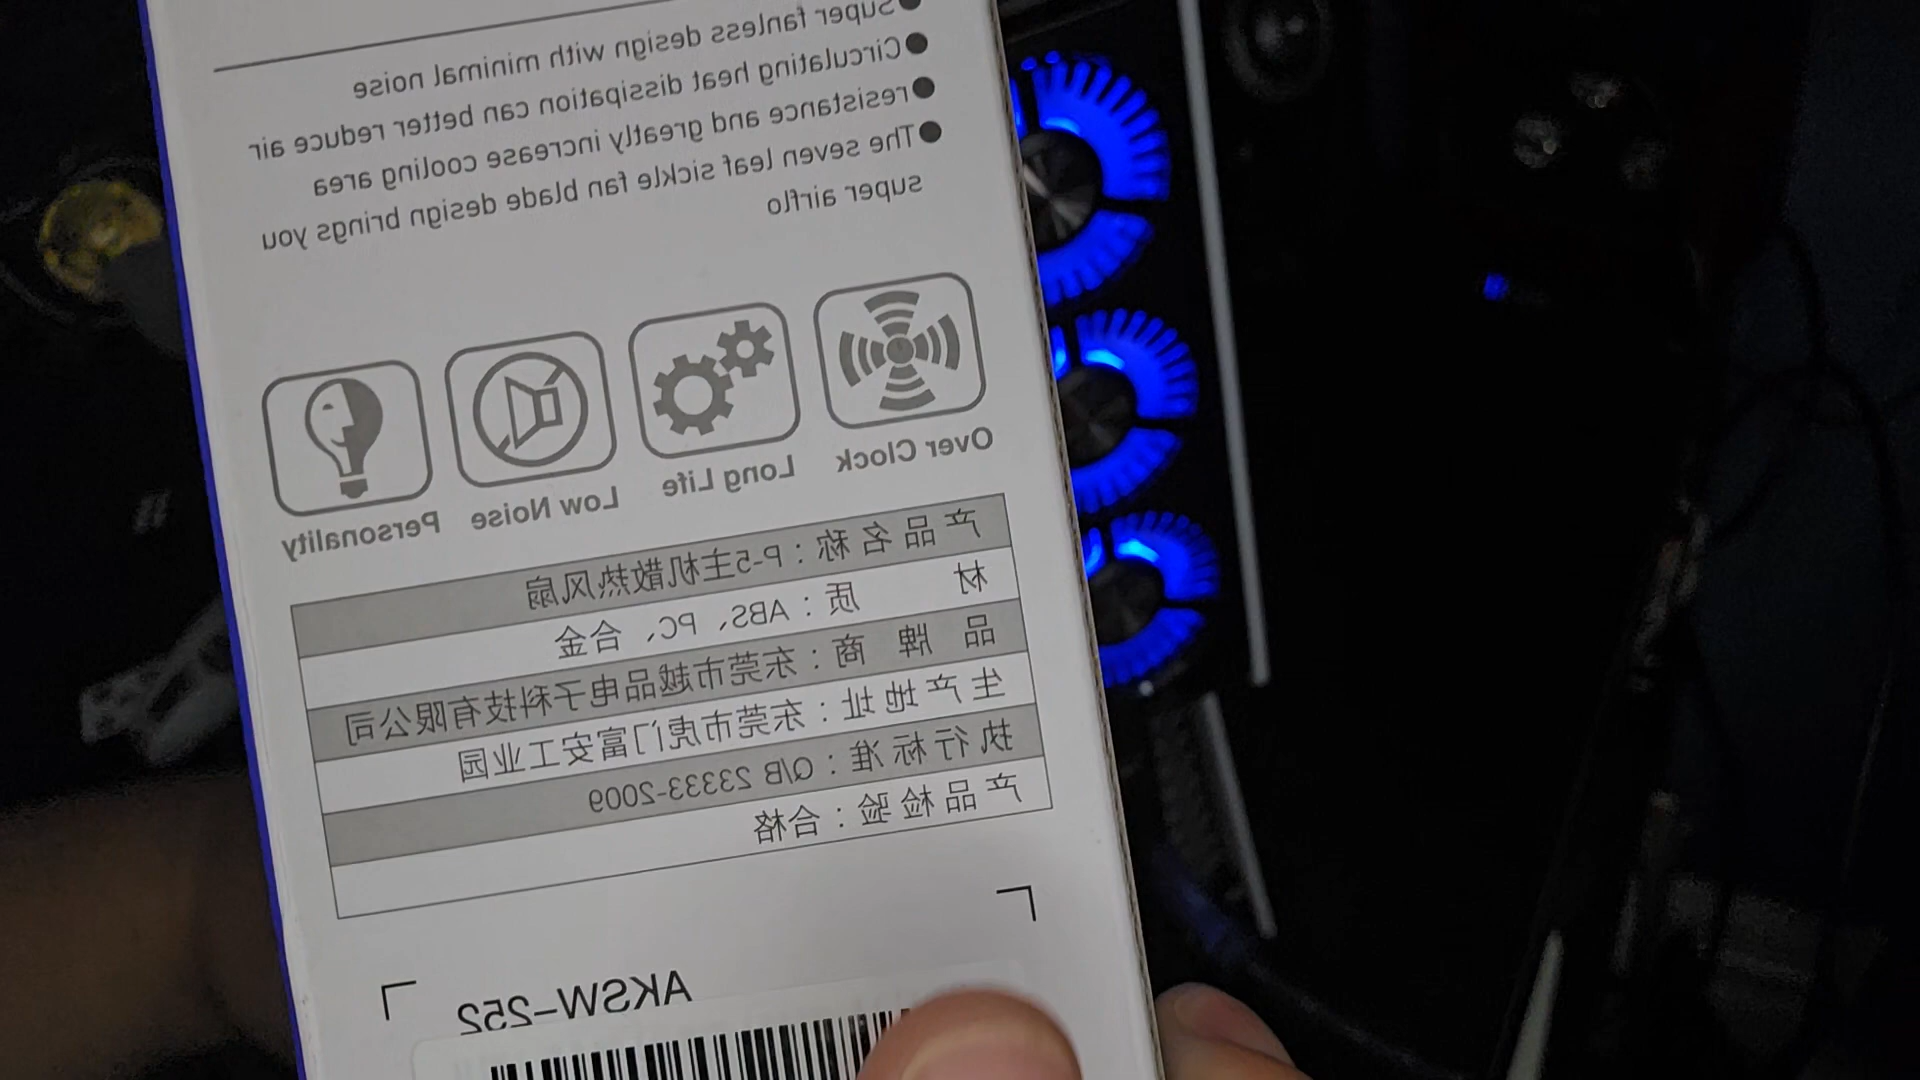 Super fanless design with minimal noise
Circulating heat dissipation can better reduce air
resistance and greatly increase cooling area
The seven leaf sickle fan blade design brings you
super airflo
Over Clock
Long Life
Low Noise
Personality
产品名称：P-5主机散热风扇
材 质：ABS、PC、合金
品 牌 商：东莞市越品电子科技有限公司
生产地址：东莞市虎门富安工业园
执行标准：Q/B 23333-2009
产品检验：合格
AKSW-252